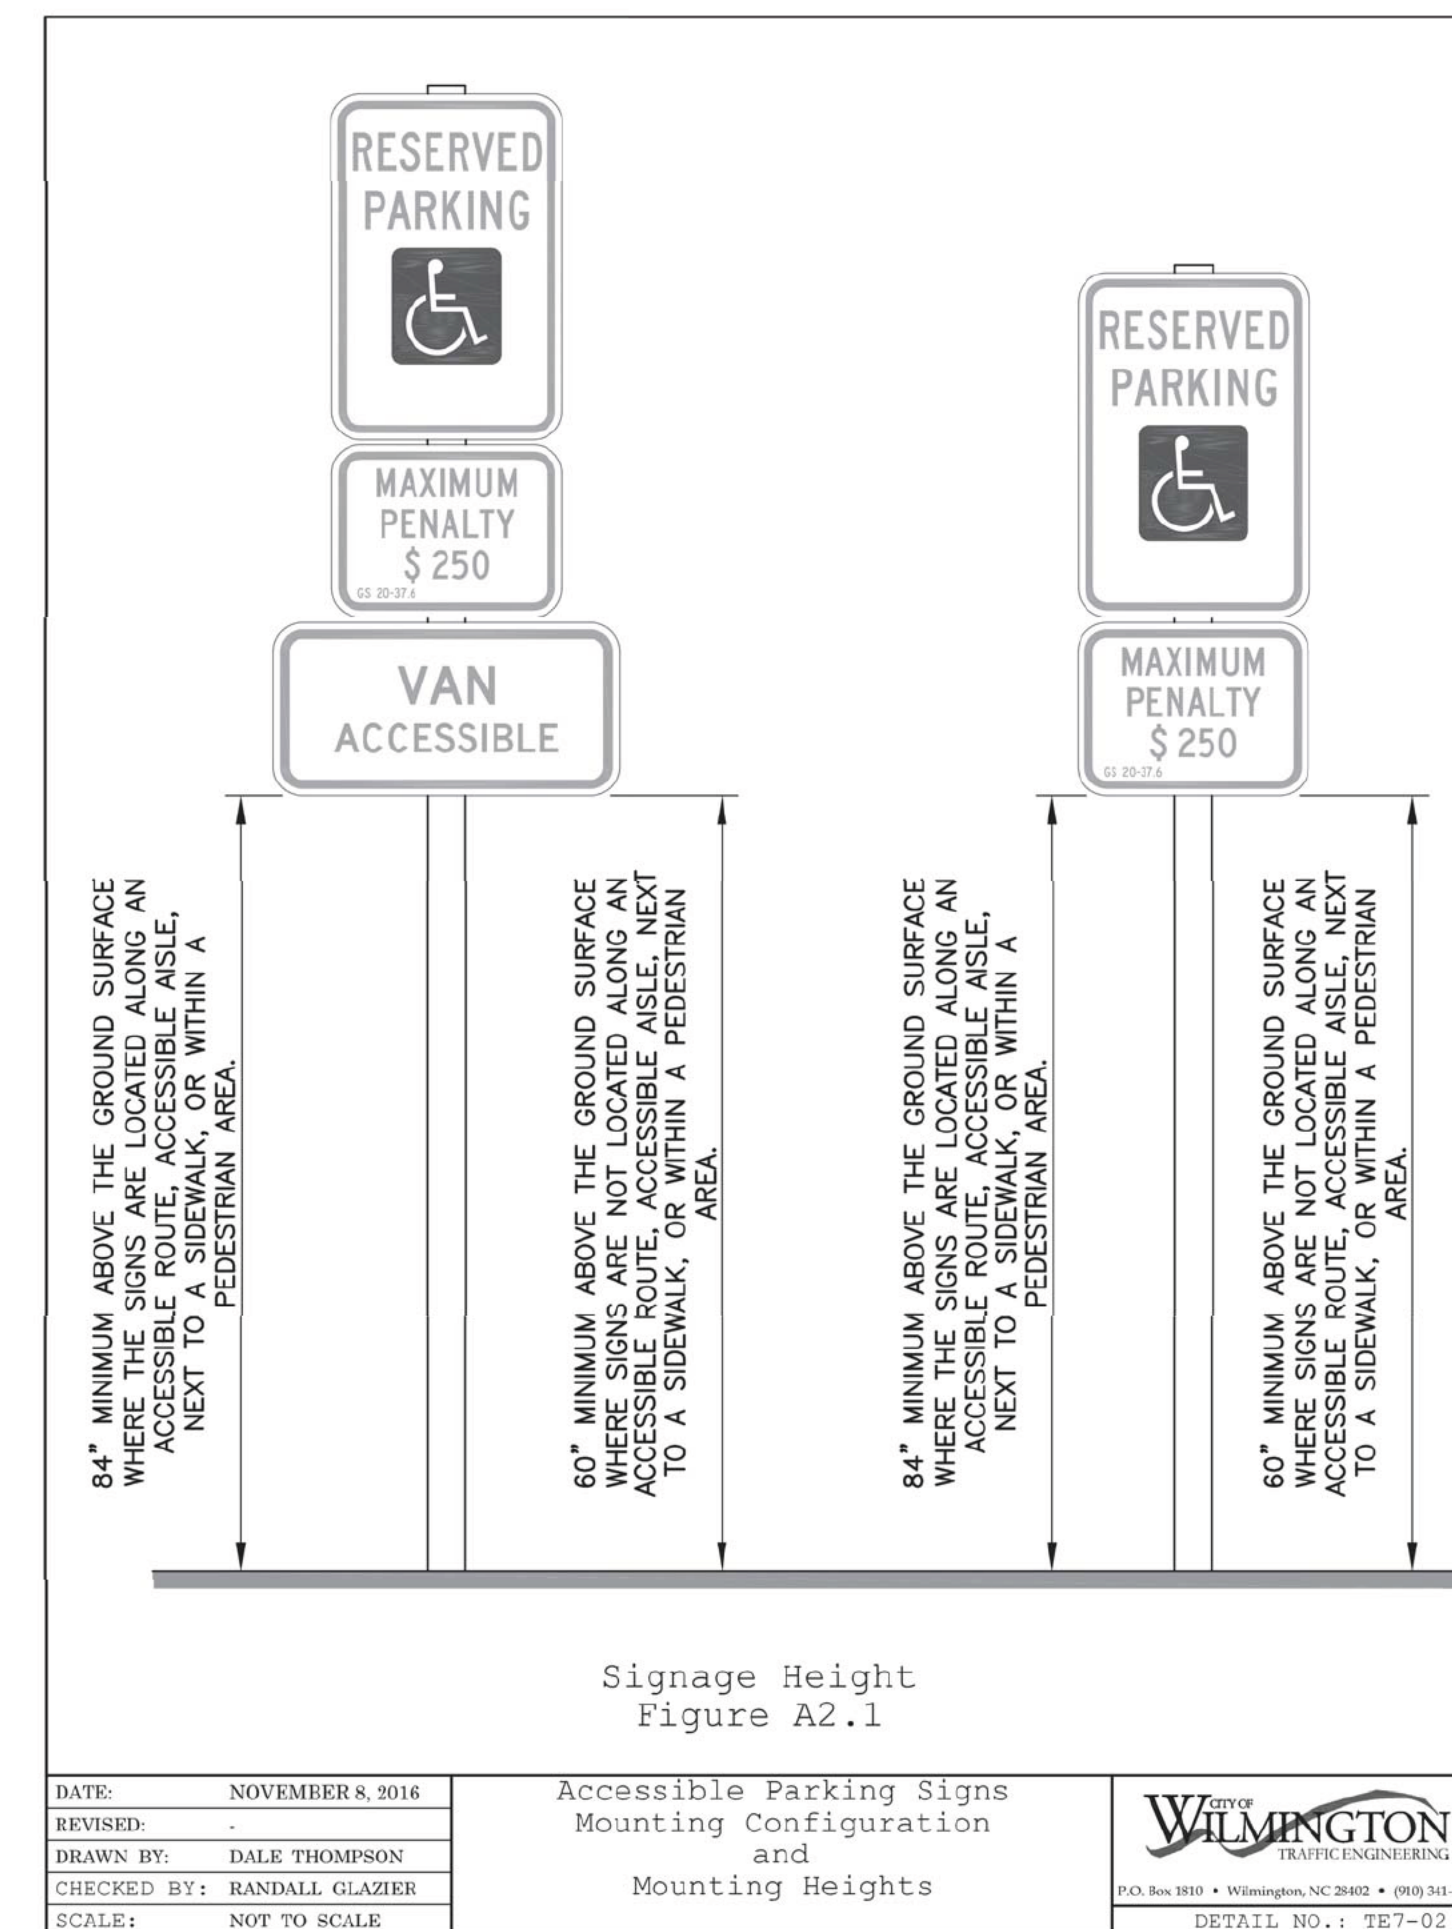 RESERVED
PARKING
MAXIMUM
PENALTY
$ 250
GS 20-37.6
VAN
ACCESSIBLE
RESERVED
PARKING
MAXIMUM
PENALTY
$ 250
GS 20-37.6
84" MINIMUM ABOVE THE GROUND SURFACE
WHERE THE SIGNS ARE LOCATED ALONG AN
ACCESSIBLE ROUTE, ACCESSIBLE AISLE,
NEXT TO A SIDEWALK, OR WITHIN A
PEDESTRIAN AREA.
60" MINIMUM ABOVE THE GROUND SURFACE
WHERE SIGNS ARE NOT LOCATED ALONG AN
ACCESSIBLE ROUTE, ACCESSIBLE AISLE, NEXT
TO A SIDEWALK, OR WITHIN A PEDESTRIAN
AREA.
84" MINIMUM ABOVE THE GROUND SURFACE
WHERE THE SIGNS ARE LOCATED ALONG AN
ACCESSIBLE ROUTE, ACCESSIBLE AISLE,
NEXT TO A SIDEWALK, OR WITHIN A
PEDESTRIAN AREA.
60" MINIMUM ABOVE THE GROUND SURFACE
WHERE SIGNS ARE NOT LOCATED ALONG AN
ACCESSIBLE ROUTE, ACCESSIBLE AISLE, NEXT
TO A SIDEWALK, OR WITHIN A PEDESTRIAN
AREA.
Signage Height
Figure A2.1
DATE: NOVEMBER 8, 2016
REVISED: -
DRAWN BY: DALE THOMPSON
CHECKED BY: RANDALL GLAZIER
SCALE: NOT TO SCALE
Accessible Parking Signs
Mounting Configuration
and
Mounting Heights
CITY OF
WILMINGTON
TRAFFIC ENGINEERING
P.O. Box 1810 • Wilmington, NC 28402 • (910) 341-
DETAIL NO.: TE7-02